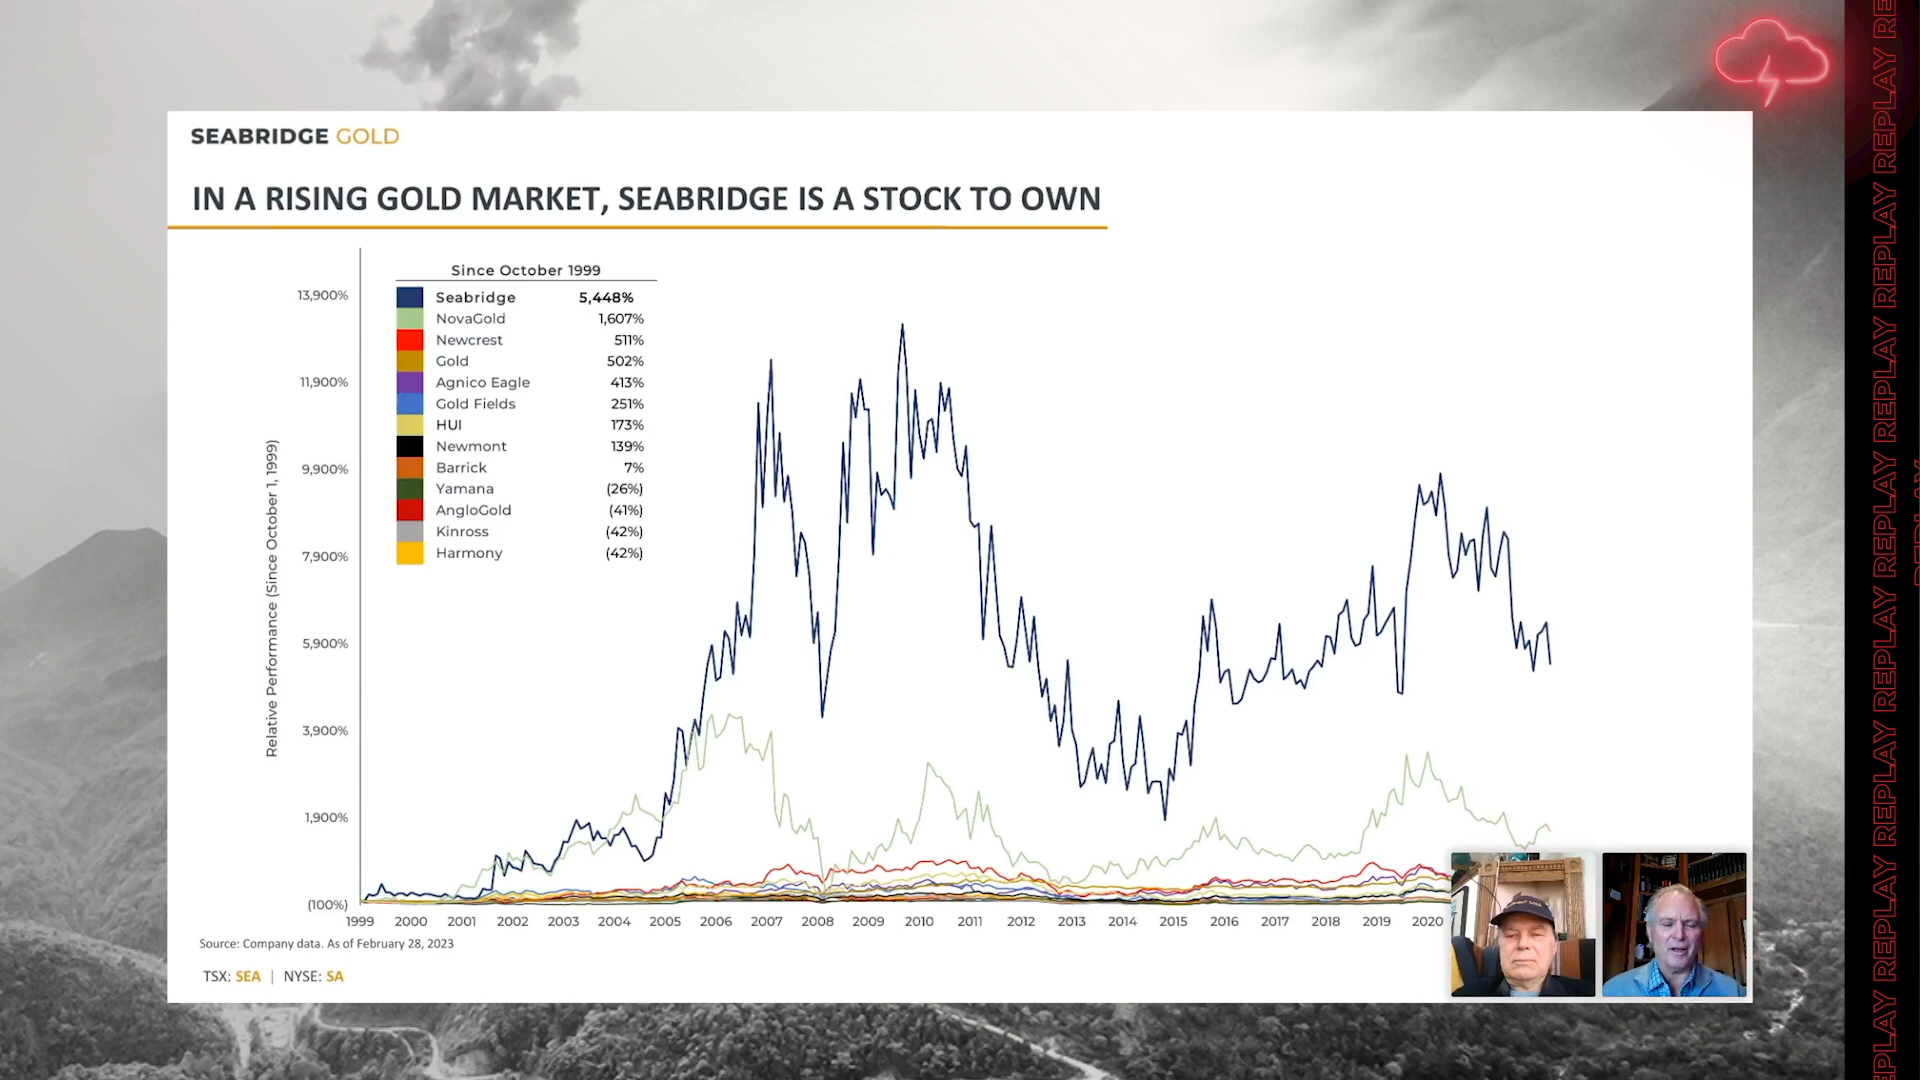 SEABRIDGE GOLD
IN A RISING GOLD MARKET, SEABRIDGE IS A STOCK TO OWN
Since October 1999
Seabridge 5,448%
NovaGold 1,607%
Newcrest 511%
Gold 502%
Agnico Eagle 413%
Gold Fields 251%
HUI 173%
Newmont 139%
Barrick 7%
Yamana (26%)
AngloGold (41%)
Kinross (42%)
Harmony (42%)
Relative Performance (Since October 1, 1999)
13,900%
11,900%
9,900%
7,900%
5,900%
3,900%
1,900%
(100%)
1999 2000 2001 2002 2003 2004 2005 2006 2007 2008 2009 2010 2011 2012 2013 2014 2015 2016 2017 2018 2019 2020
Source: Company data. As of February 28, 2023
TSX: SEA | NYSE: SA
REPLAY REPLAY REPLAY REPLAY REPLAY REPLAY REPLAY REPLAY REPLAY REPLAY
REPLAY